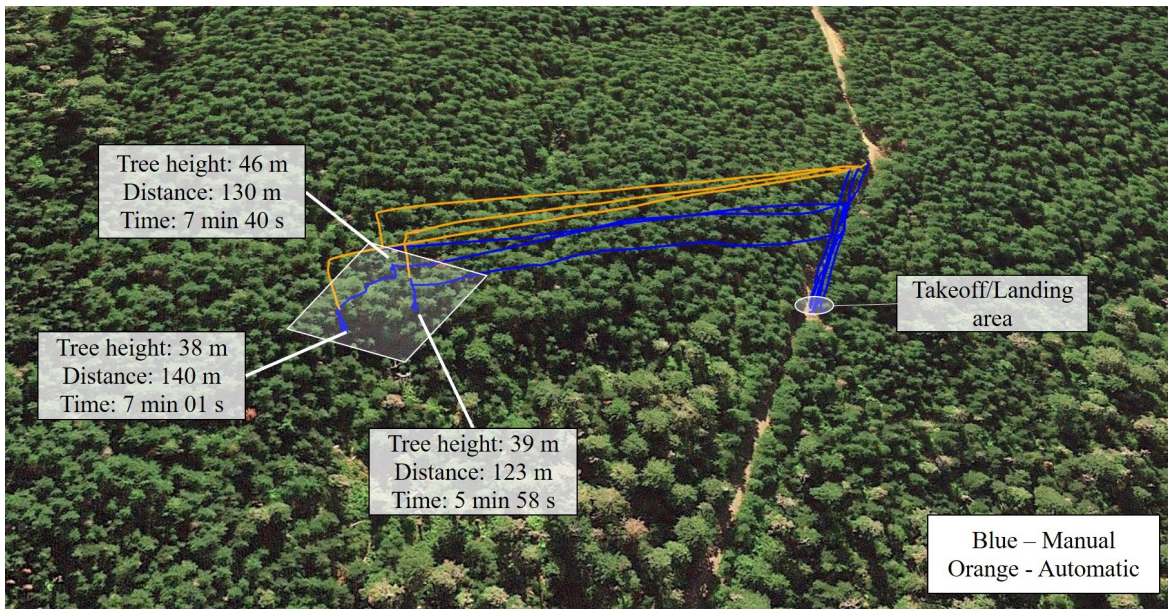 Tree height: 46 m
Distance: 130 m
Time: 7 min 40 s
Takeoff/Landing
area
Tree height: 38 m
Distance: 140 m
Time: 7 min 01 s
Tree height: 39 m
Distance: 123 m
Time: 5 min 58 s
Blue – Manual
Orange - Automatic